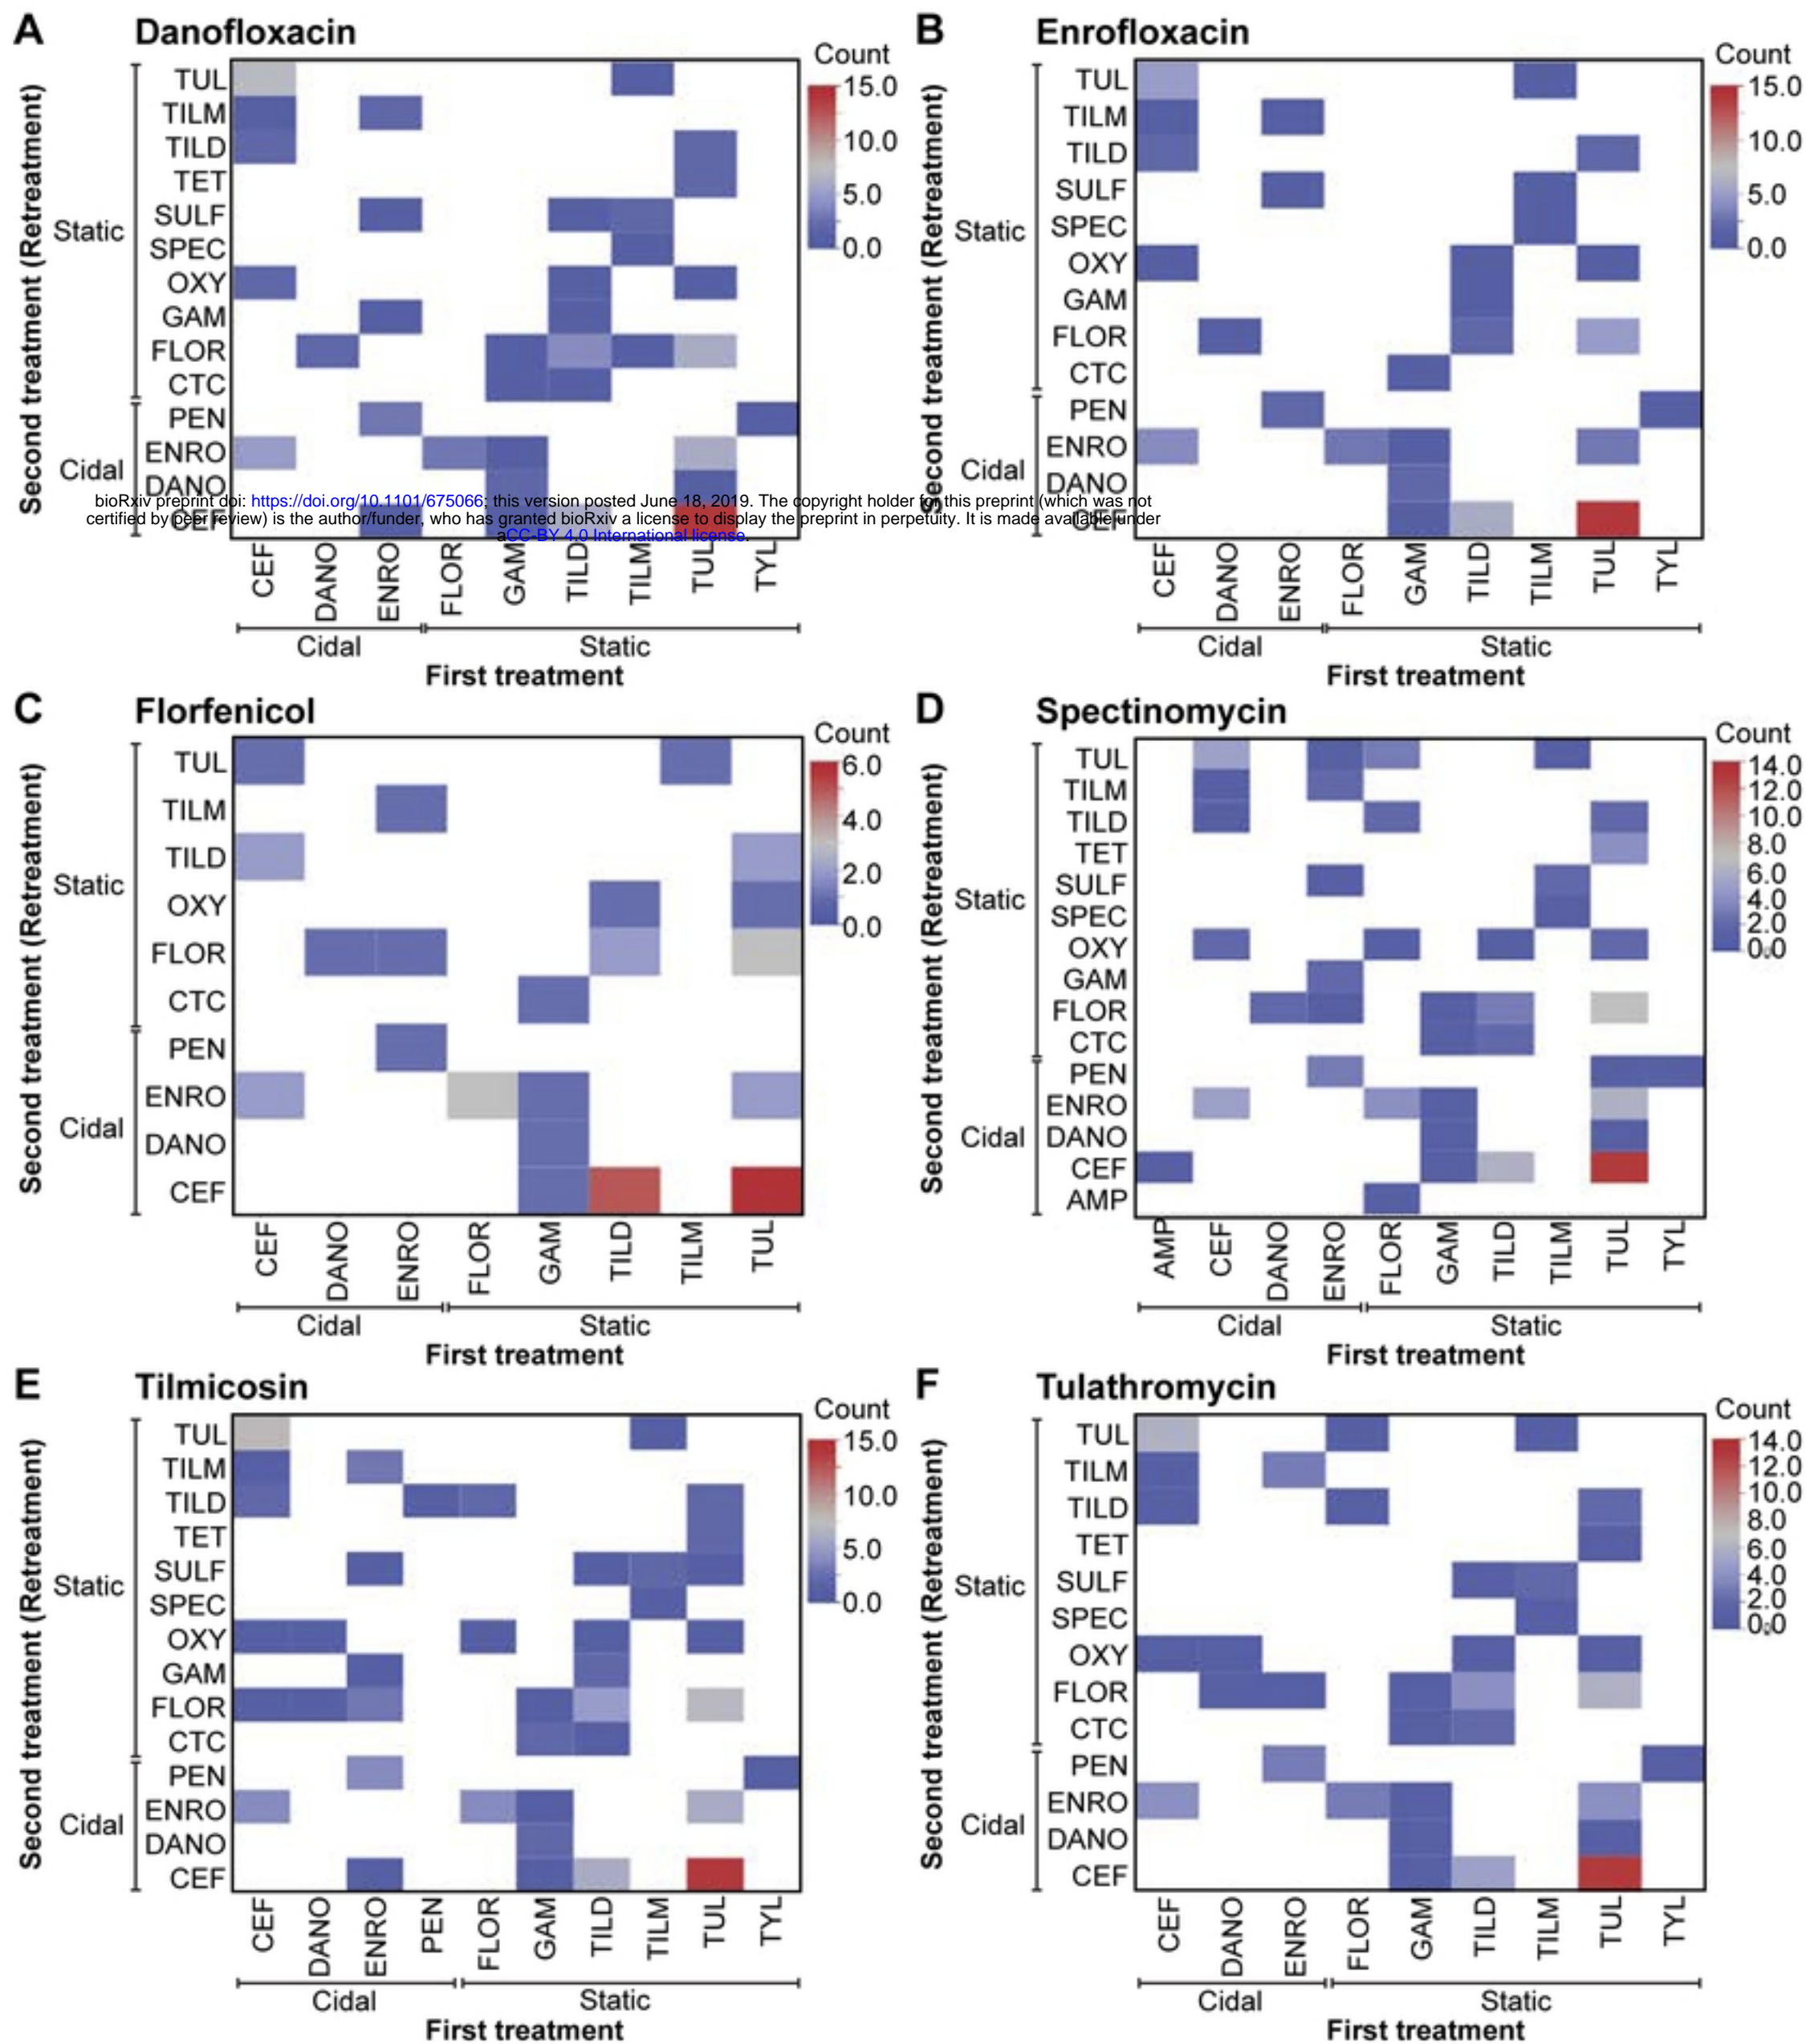 A Danofloxacin
Count
15.0
10.0
5.0
0.0
Second treatment (Retreatment)
Static
Cidal
TUL
TILM
TILD
TET
SULF
SPEC
OXY
GAM
FLOR
CTC
PEN
ENRO
DANO
CEF
CEF DANO ENRO FLOR GAM TILD TILM TUL TYL
Cidal Static
First treatment
B Enrofloxacin
Count
15.0
10.0
5.0
0.0
Second treatment (Retreatment)
Static
Cidal
TUL
TILM
TILD
SULF
SPEC
OXY
GAM
FLOR
CTC
PEN
ENRO
DANO
CEF
CEF DANO ENRO FLOR GAM TILD TILM TUL TYL
Cidal Static
First treatment
bioRxiv preprint doi: https://doi.org/10.1101/675066; this version posted June 18, 2019. The copyright holder for this preprint (which was not
certified by peer review) is the author/funder, who has granted bioRxiv a license to display the preprint in perpetuity. It is made available under
aCC-BY 4.0 International license.
C Florfenicol
Count
6.0
4.0
2.0
0.0
Second treatment (Retreatment)
Static
Cidal
TUL
TILM
TILD
OXY
FLOR
CTC
PEN
ENRO
DANO
CEF
CEF DANO ENRO FLOR GAM TILD TILM TUL
Cidal Static
First treatment
D Spectinomycin
Count
14.0
12.0
10.0
8.0
6.0
4.0
2.0
0.0
Second treatment (Retreatment)
Static
Cidal
TUL
TILM
TILD
TET
SULF
SPEC
OXY
GAM
FLOR
CTC
PEN
ENRO
DANO
CEF
AMP
AMP CEF DANO ENRO FLOR GAM TILD TILM TUL TYL
Cidal Static
First treatment
E Tilmicosin
Count
15.0
10.0
5.0
0.0
Second treatment (Retreatment)
Static
Cidal
TUL
TILM
TILD
TET
SULF
SPEC
OXY
GAM
FLOR
CTC
PEN
ENRO
DANO
CEF
CEF DANO ENRO PEN FLOR GAM TILD TILM TUL TYL
Cidal Static
First treatment
F Tulathromycin
Count
14.0
12.0
10.0
8.0
6.0
4.0
2.0
0.0
Second treatment (Retreatment)
Static
Cidal
TUL
TILM
TILD
TET
SULF
SPEC
OXY
FLOR
CTC
PEN
ENRO
DANO
CEF
CEF DANO ENRO FLOR GAM TILD TILM TUL TYL
Cidal Static
First treatment